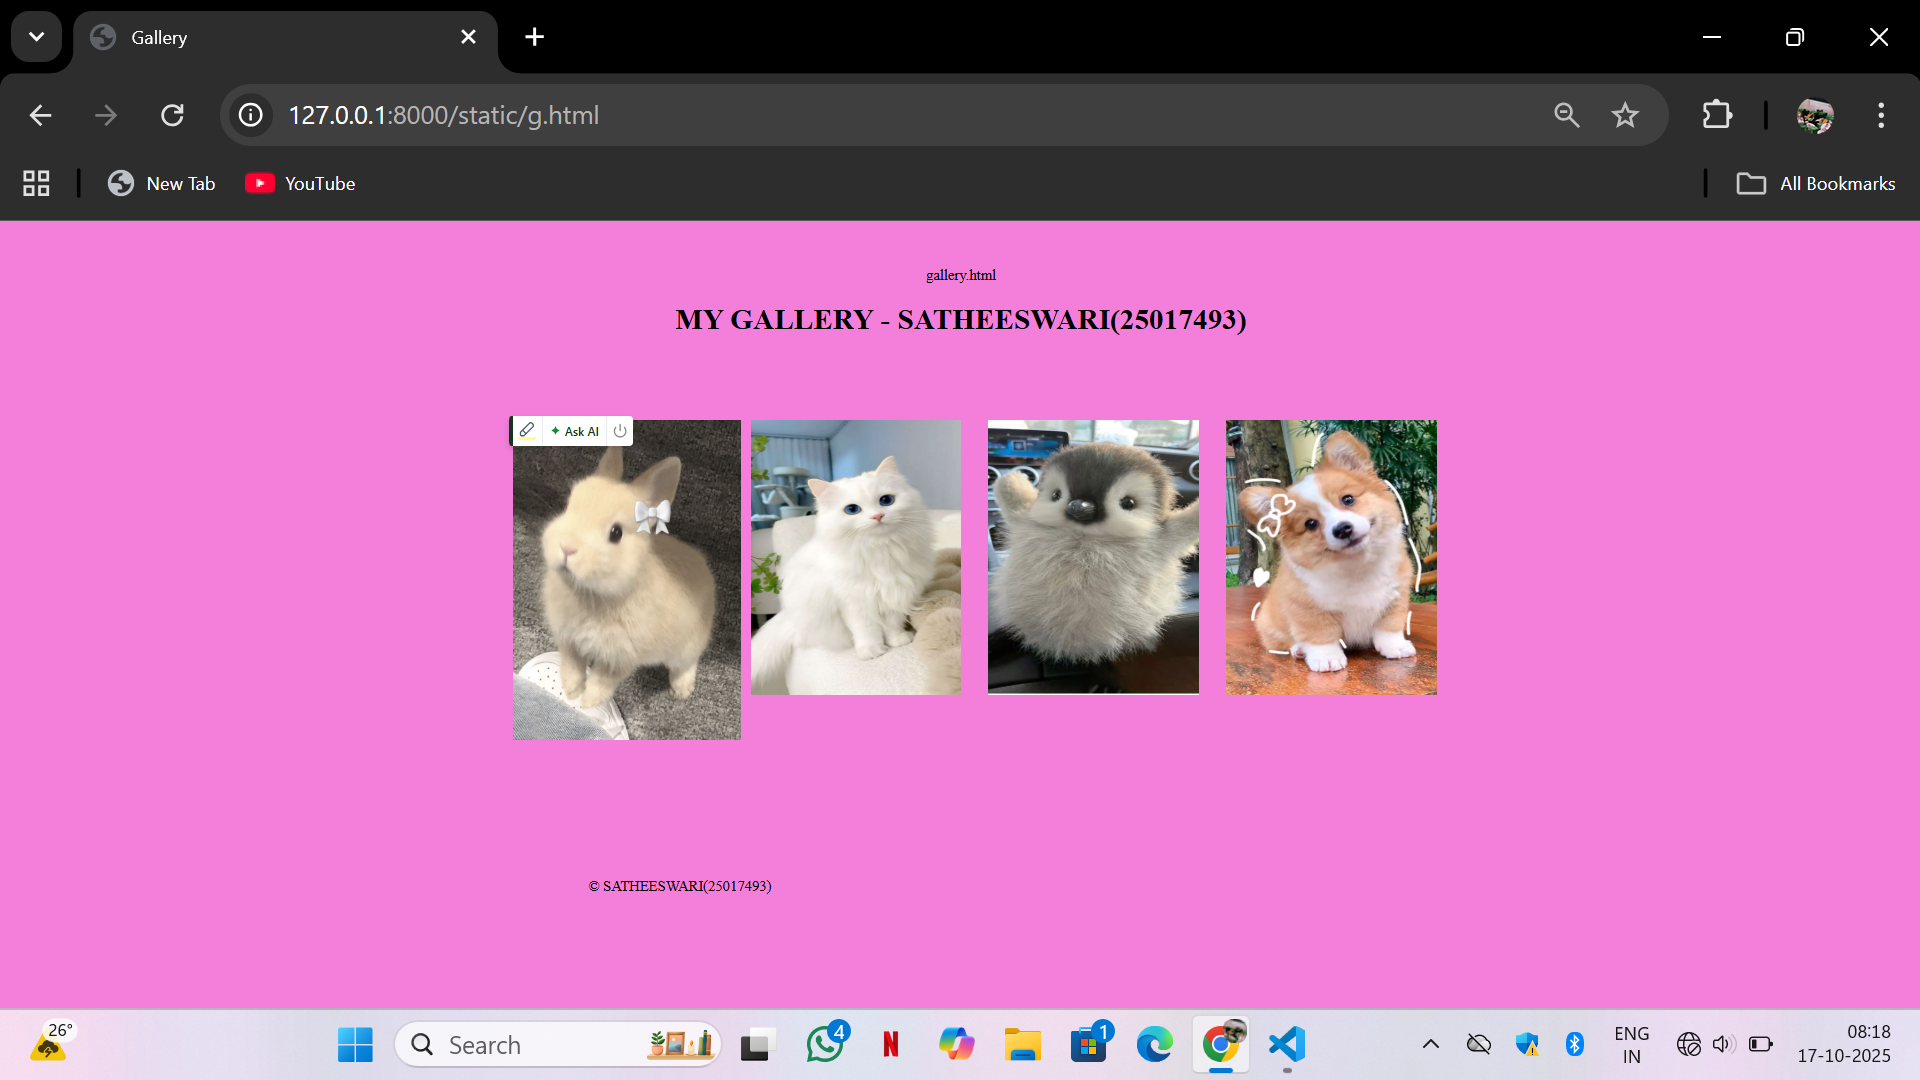 Gallery
127.0.0.1:8000/static/g.html
New Tab
YouTube
All Bookmarks
gallery.html
MY GALLERY - SATHEESWARI(25017493)
Ask AI
© SATHEESWARI(25017493)
26°
Search
4
N
1
ENG
IN
08:18
17-10-2025